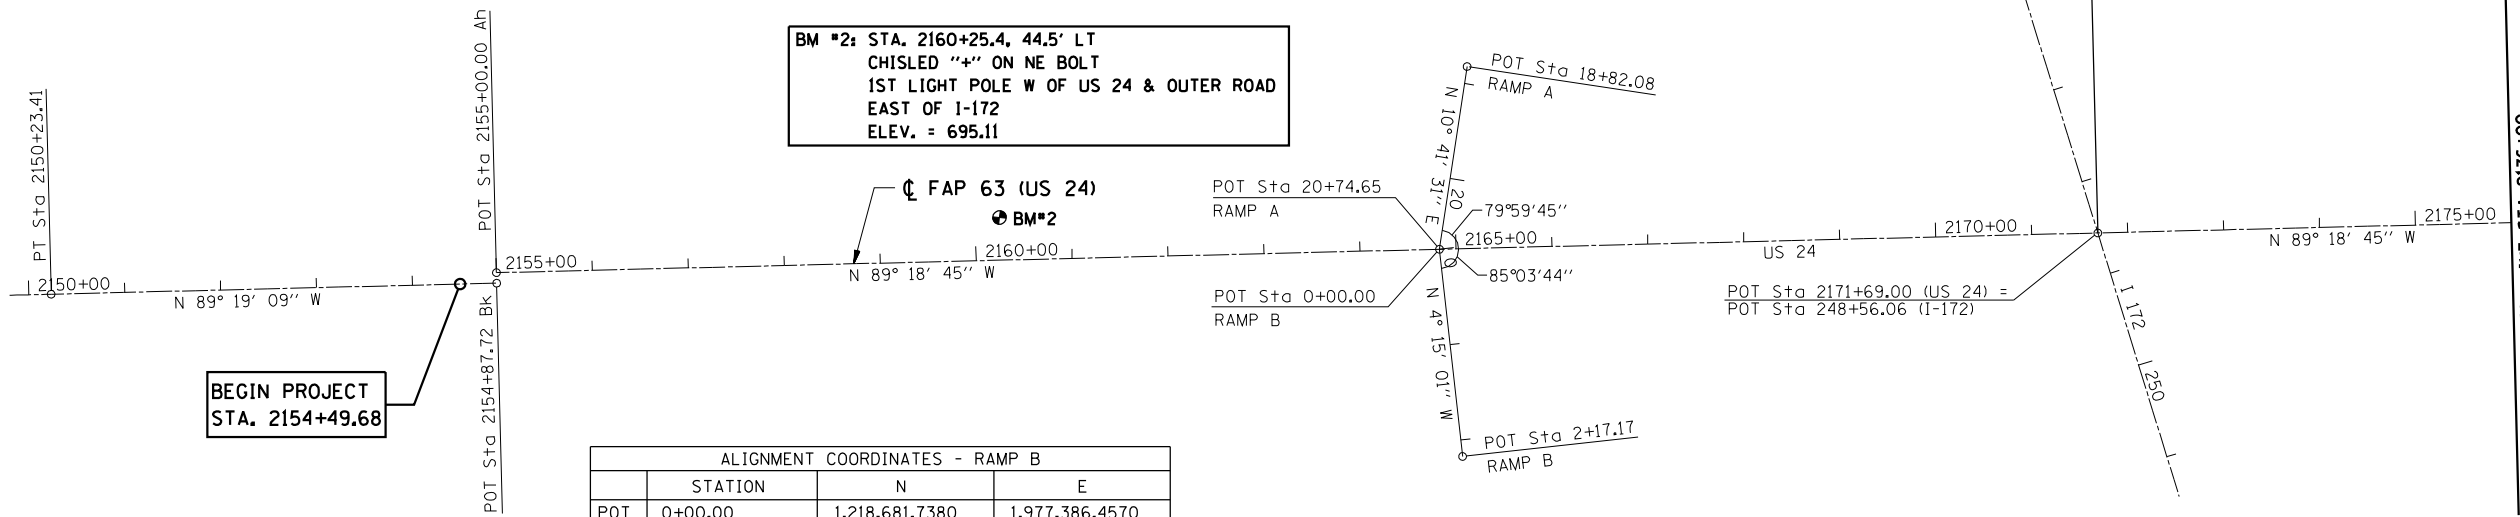 PT Sta 2150+23.41
2150+00
N 89° 19' 09'' W
BEGIN PROJECT
STA. 2154+49.68
POT Sta 2155+00.00 Ah
POT Sta 2154+87.72 Bk
2155+00
BM #2: STA. 2160+25.4, 44.5' LT
CHISLED "+" ON NE BOLT
1ST LIGHT POLE W OF US 24 & OUTER ROAD
EAST OF I-172
ELEV. = 695.11
℄ FAP 63 (US 24)
BM#2
2160+00
N 89° 18' 45'' W
POT Sta 20+74.65
RAMP A
POT Sta 0+00.00
RAMP B
POT Sta 18+82.08
RAMP A
N 10° 41' 31'' E
20
79°59'45''
2165+00
0
85°03'44''
N 4° 15' 01'' W
POT Sta 2+17.17
RAMP B
US 24
2170+00
POT Sta 2171+69.00 (US 24) =
POT Sta 248+56.06 (I-172)
I 172
250
2175+00
N 89° 18' 45'' W
ALIGNMENT COORDINATES - RAMP B
STATION N E
POT 0+00.00 1,218,681.7380 1,977,386.4570